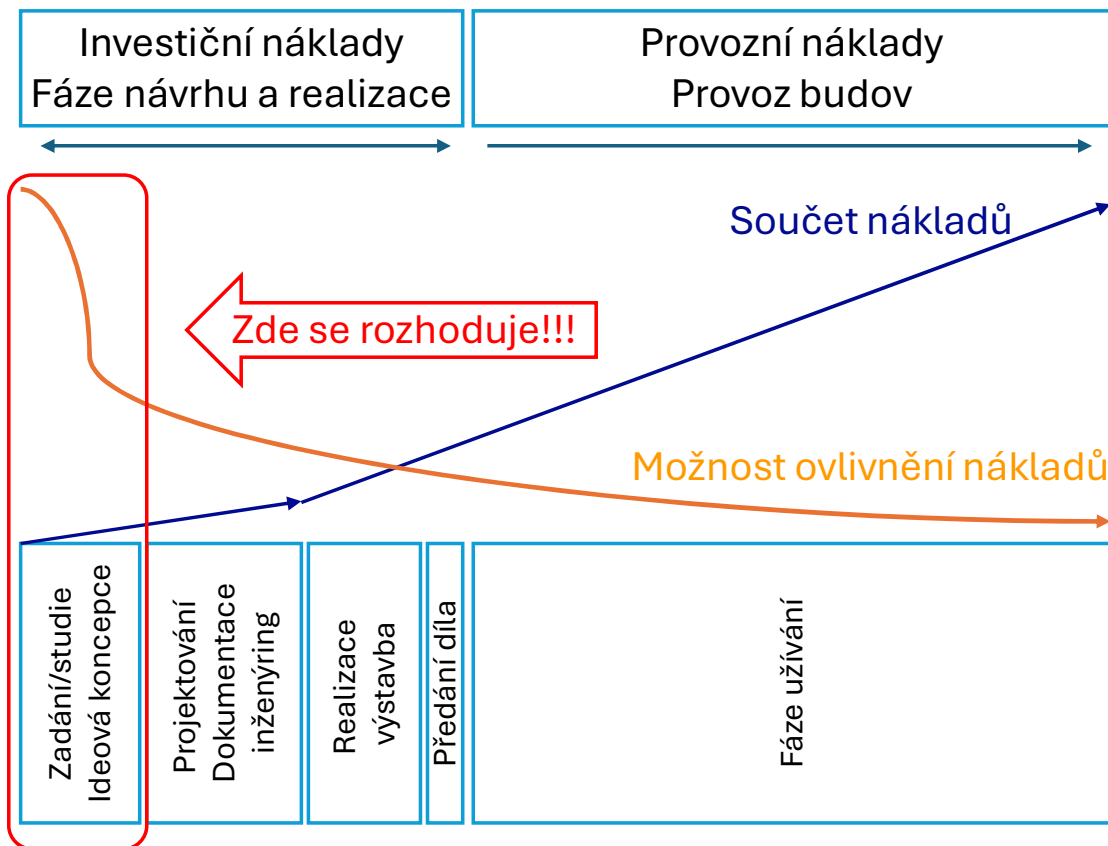 Investiční náklady
Fáze návrhu a realizace
Provozní náklady
Provoz budov
Součet nákladů
Zde se rozhoduje!!!
Možnost ovlivnění nákladů
Zadání/studie
Ideová koncepce
Projektování
Dokumentace
inženýring
Realizace
výstavba
Předání díla
Fáze užívání